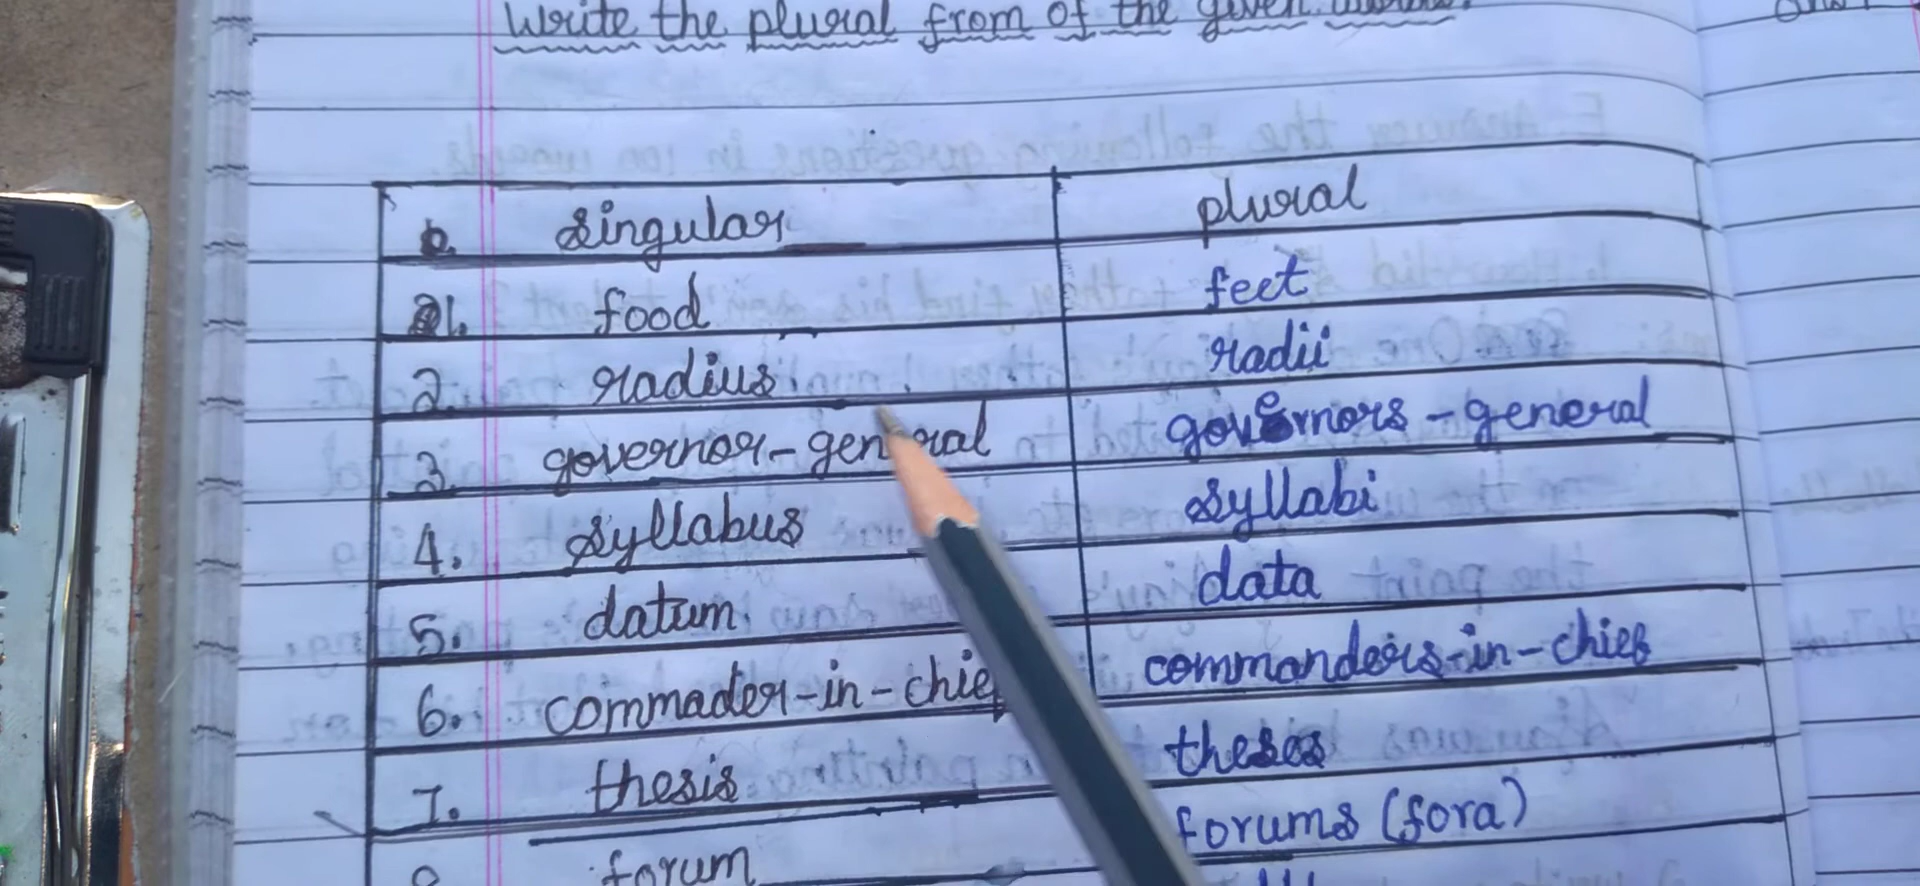 Write the plural from of the given
singular plural
1. food feet
2. radius radii
3. governor-general governors-general
4. syllabus syllabi
5. datum data
6. commader-in-chief commanders-in-chief
7. thesis theses
forum forums (fora)